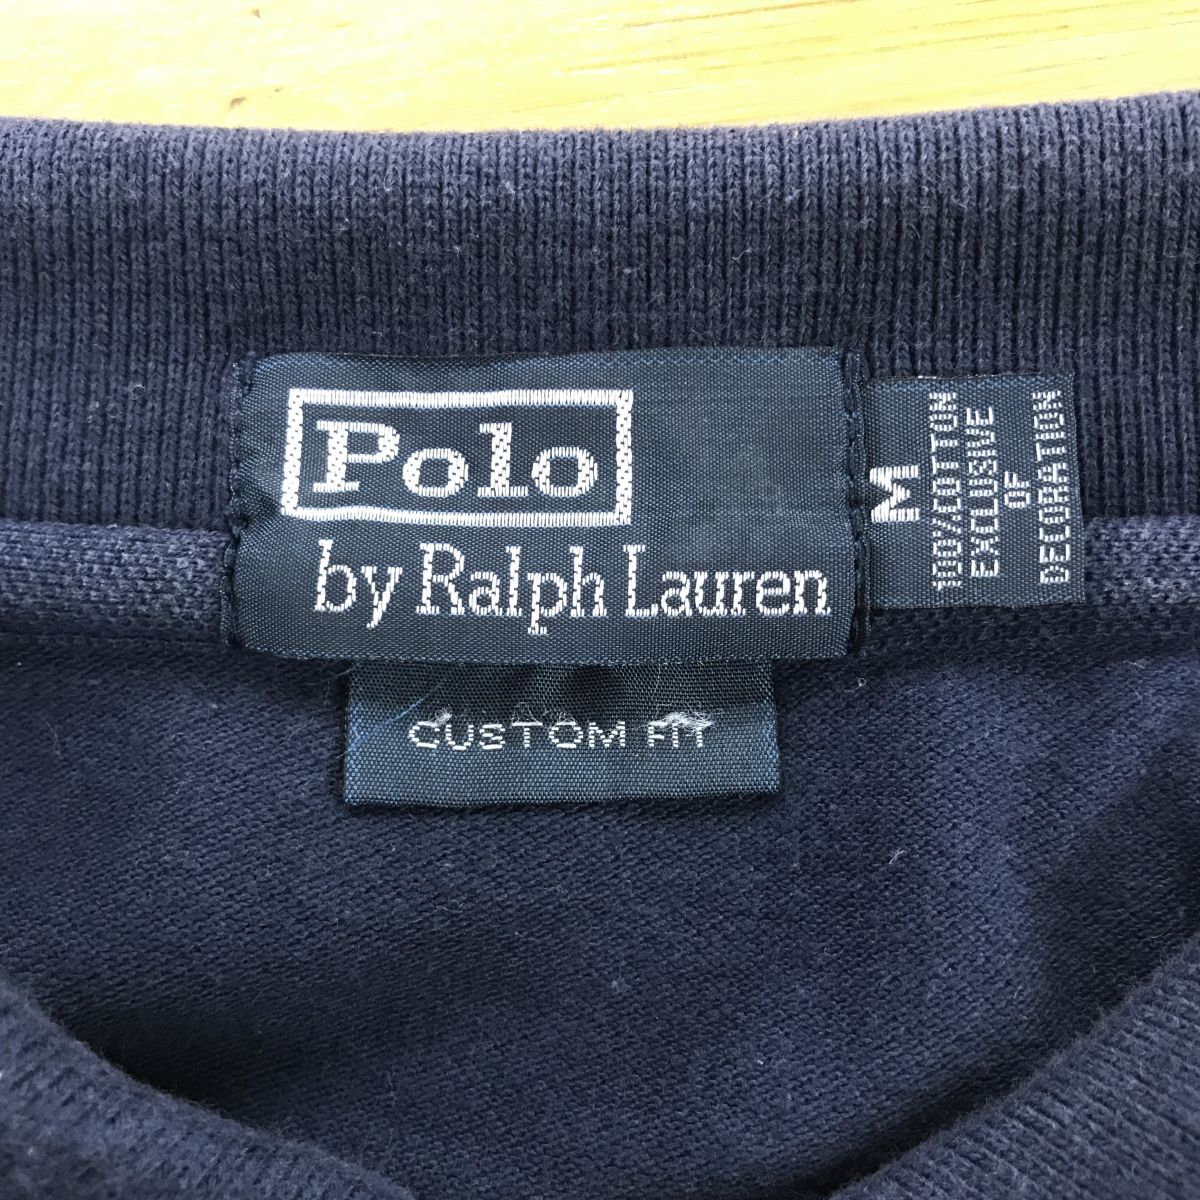 Polo
by Ralph Lauren
M
100%COTTON
EXCLUSIVE
OF
DECORATION
CUSTOM FIT